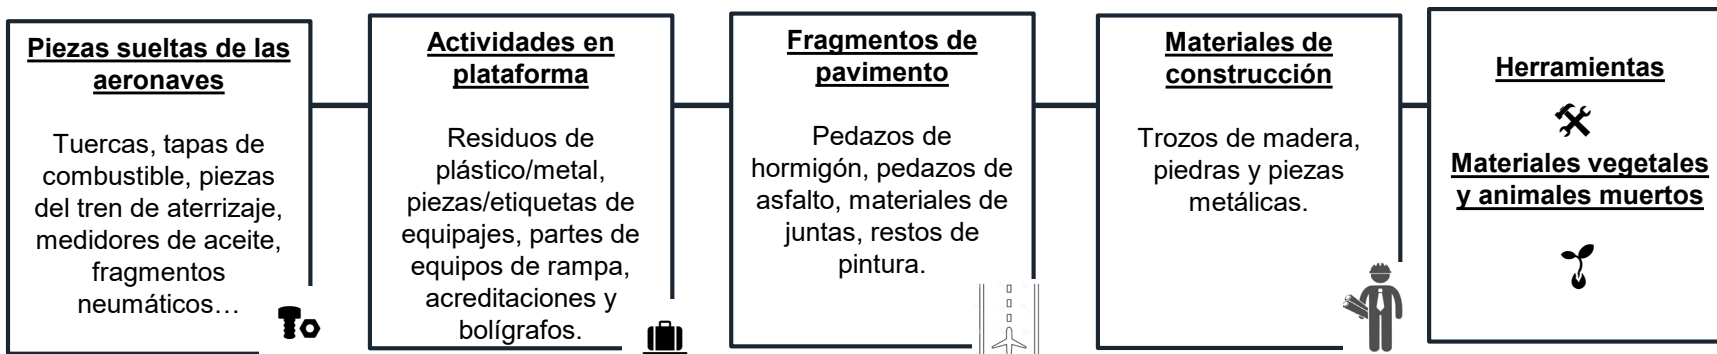 Piezas sueltas de las
aeronaves
Tuercas, tapas de
combustible, piezas
del tren de aterrizaje,
medidores de aceite,
fragmentos
neumáticos…
Actividades en
plataforma
Residuos de
plástico/metal,
piezas/etiquetas de
equipajes, partes de
equipos de rampa,
acreditaciones y
bolígrafos.
Fragmentos de
pavimento
Pedazos de
hormigón, pedazos de
asfalto, materiales de
juntas, restos de
pintura.
Materiales de
construcción
Trozos de madera,
piedras y piezas
metálicas.
Herramientas
Materiales vegetales
y animales muertos